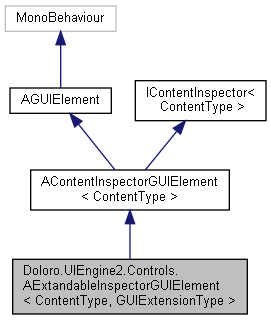 MonoBehaviour
AGUIElement
IContentInspector<
ContentType >
AContentInspectorGUIElement
< ContentType >
Doloro.UIEngine2.Controls.
AExtandableInspectorGUIElement
< ContentType, GUIExtensionType >